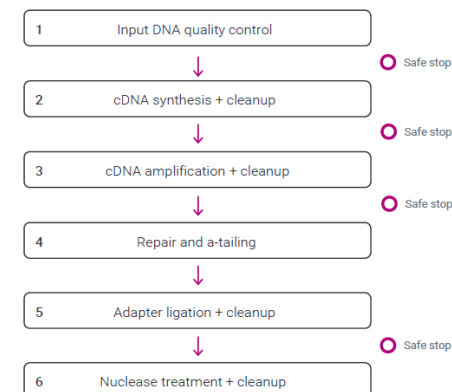 1 Input DNA quality control
Safe stop
2 cDNA synthesis + cleanup
Safe stop
3 cDNA amplification + cleanup
Safe stop
4 Repair and a-tailing
5 Adapter ligation + cleanup
Safe stop
6 Nuclease treatment + cleanup